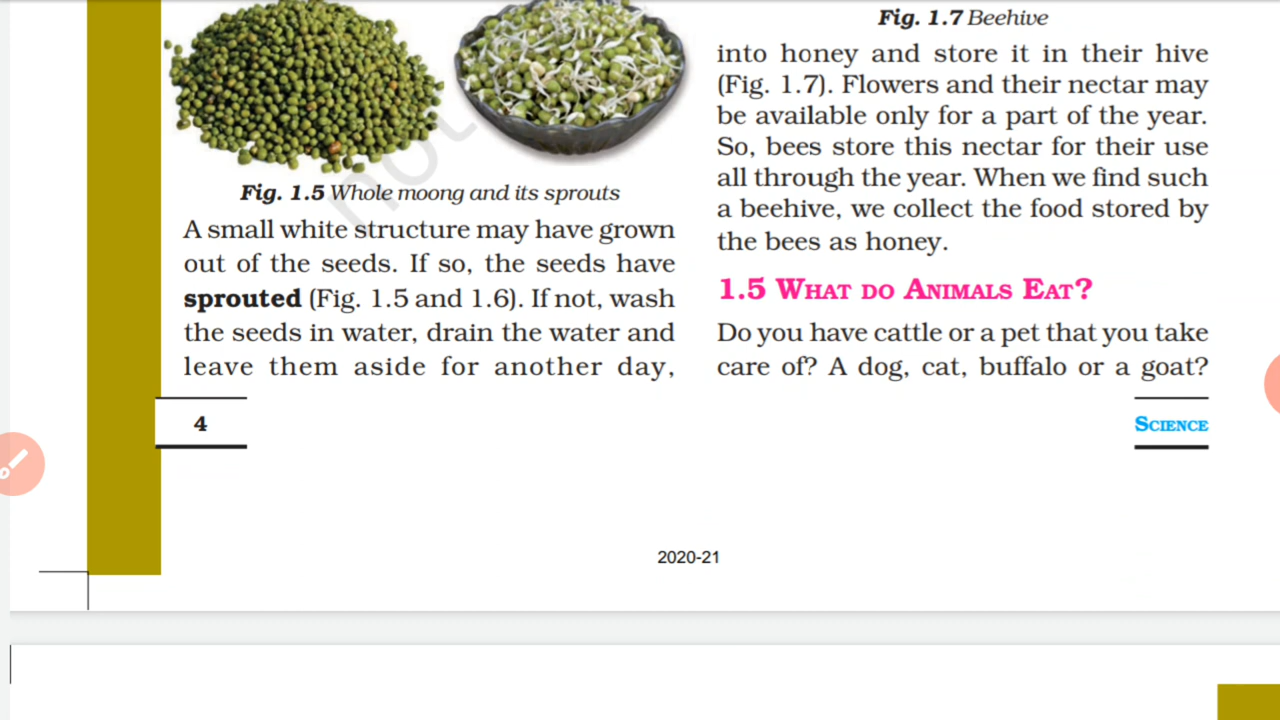 Fig. 1.5 Whole moong and its sprouts
A small white structure may have grown
out of the seeds. If so, the seeds have
sprouted (Fig. 1.5 and 1.6). If not, wash
the seeds in water, drain the water and
leave them aside for another day,
Fig. 1.7 Beehive
into honey and store it in their hive
(Fig. 1.7). Flowers and their nectar may
be available only for a part of the year.
So, bees store this nectar for their use
all through the year. When we find such
a beehive, we collect the food stored by
the bees as honey.
1.5 What do Animals Eat?
Do you have cattle or a pet that you take
care of? A dog, cat, buffalo or a goat?
4
Science
2020-21
not